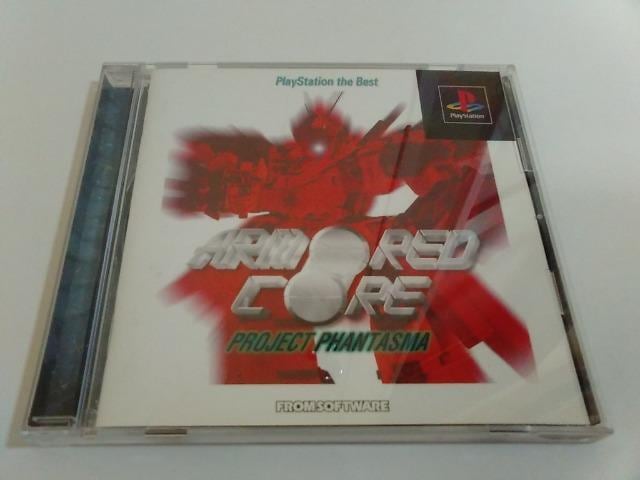 PlayStation the Best
PlayStation
ARMORED
CORE
PROJECT PHANTASMA
FROMSOFTWARE